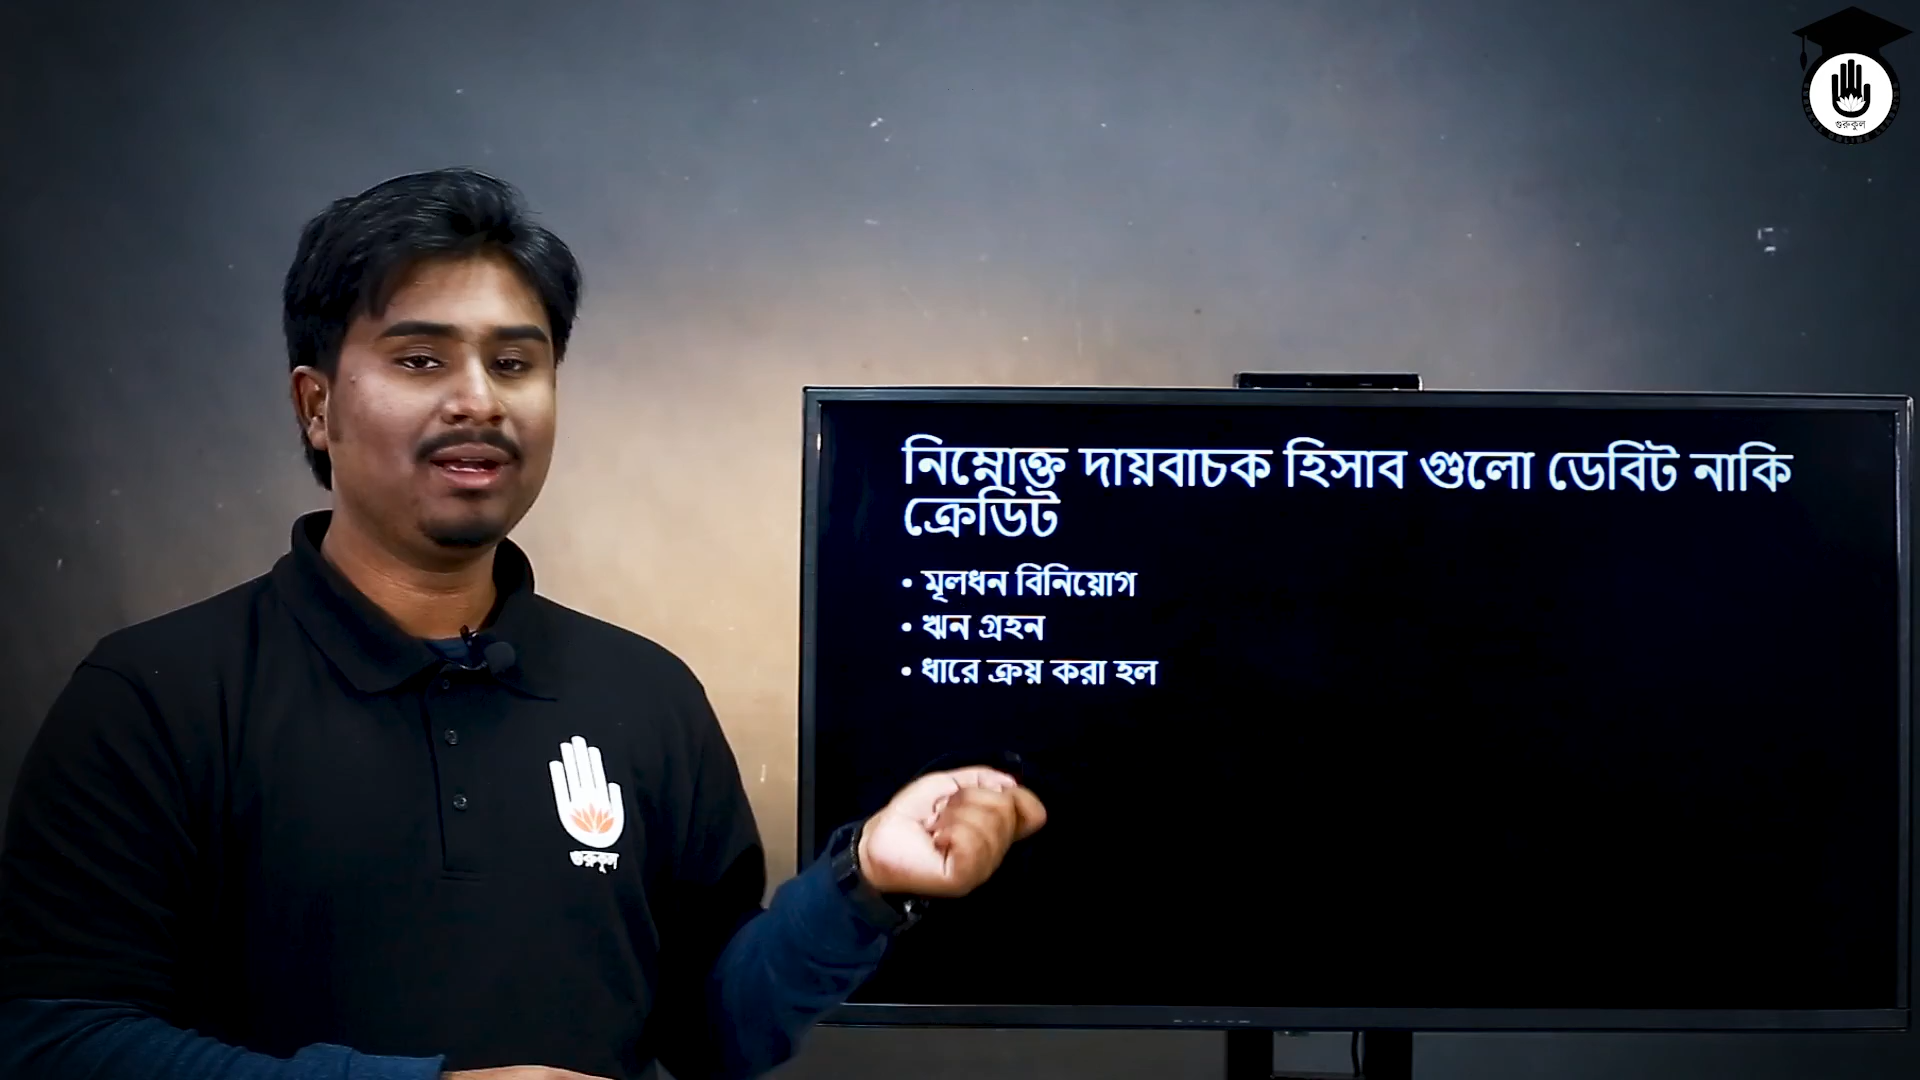 গুরুকুল
নিম্নোক্ত দায়বাচক হিসাব গুলো ডেবিট নাকি
ক্রেডিট
• মূলধন বিনিয়োগ
• ঋন গ্রহন
• ধারে ক্রয় করা হল
গুরুকুল